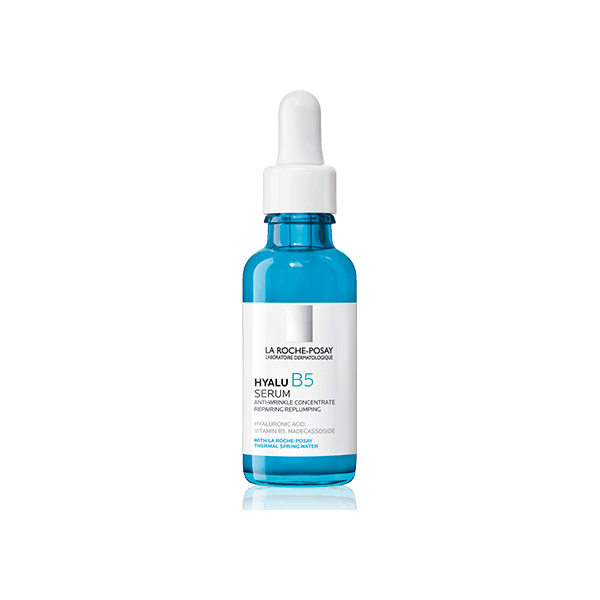 LA ROCHE-POSAY
LABORATOIRE DERMATOLOGIQUE
HYALU B5
SERUM
ANTI-WRINKLE CONCENTRATE
REPAIRING REPLUMPING
HYALURONIC ACID.
VITAMIN B5. MADECASSOSIDE
WITH LA ROCHE-POSAY
THERMAL SPRING WATER